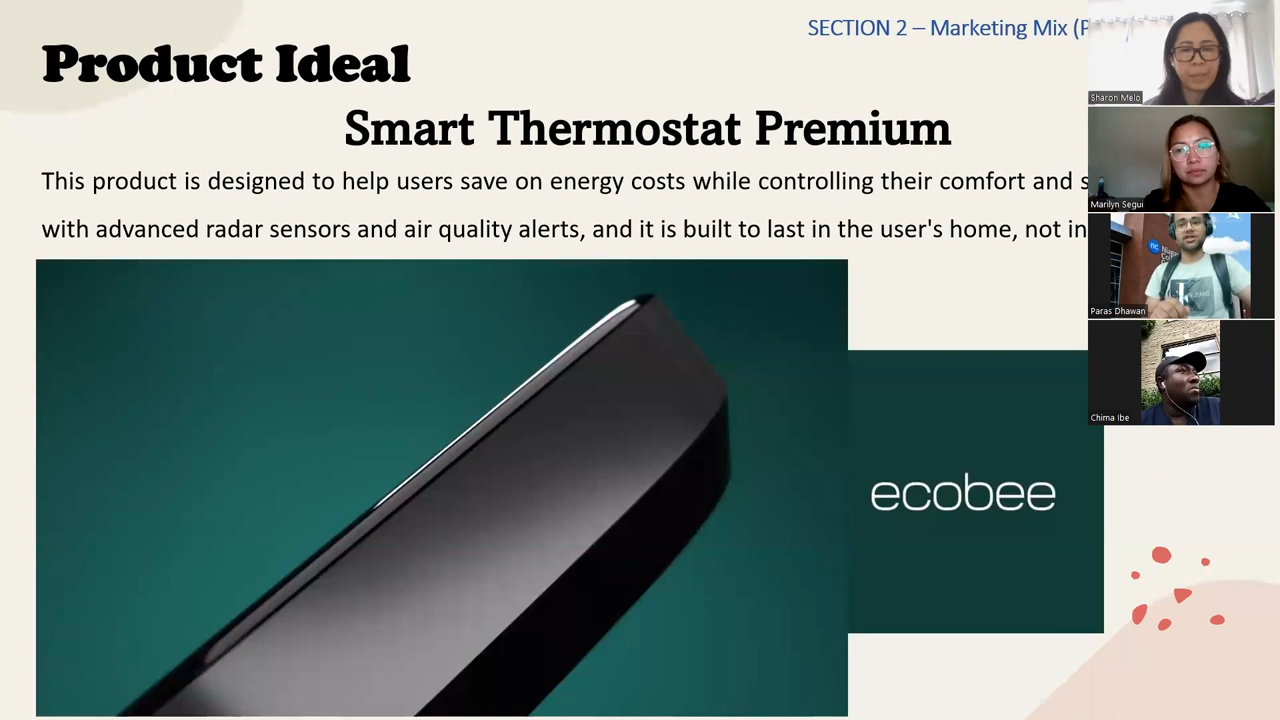 SECTION 2 – Marketing Mix (P
Product Ideal
Smart Thermostat Premium
This product is designed to help users save on energy costs while controlling their comfort and s
with advanced radar sensors and air quality alerts, and it is built to last in the user's home, not in
ecobee
Sharon Melo
Marilyn Segui
Paras Dhawan
Chima Ibe